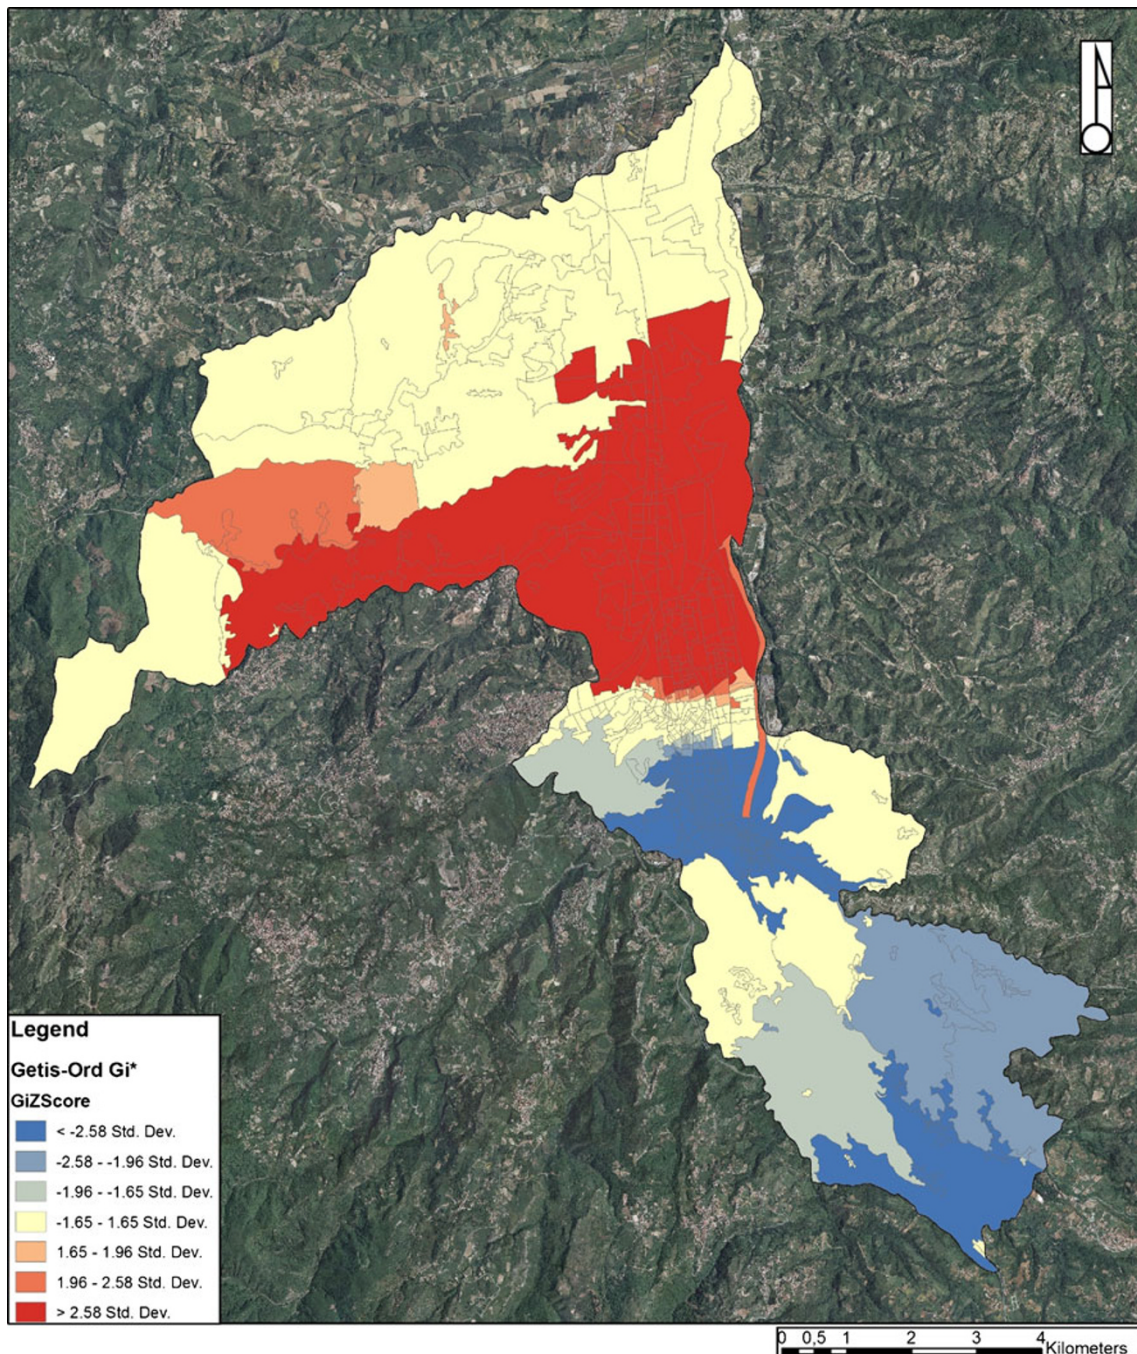 Legend
Getis-Ord Gi*
GiZScore
< -2.58 Std. Dev.
-2.58 - -1.96 Std. Dev.
-1.96 - -1.65 Std. Dev.
-1.65 - 1.65 Std. Dev.
1.65 - 1.96 Std. Dev.
1.96 - 2.58 Std. Dev.
> 2.58 Std. Dev.
0 0,5 1 2 3 4
Kilometers